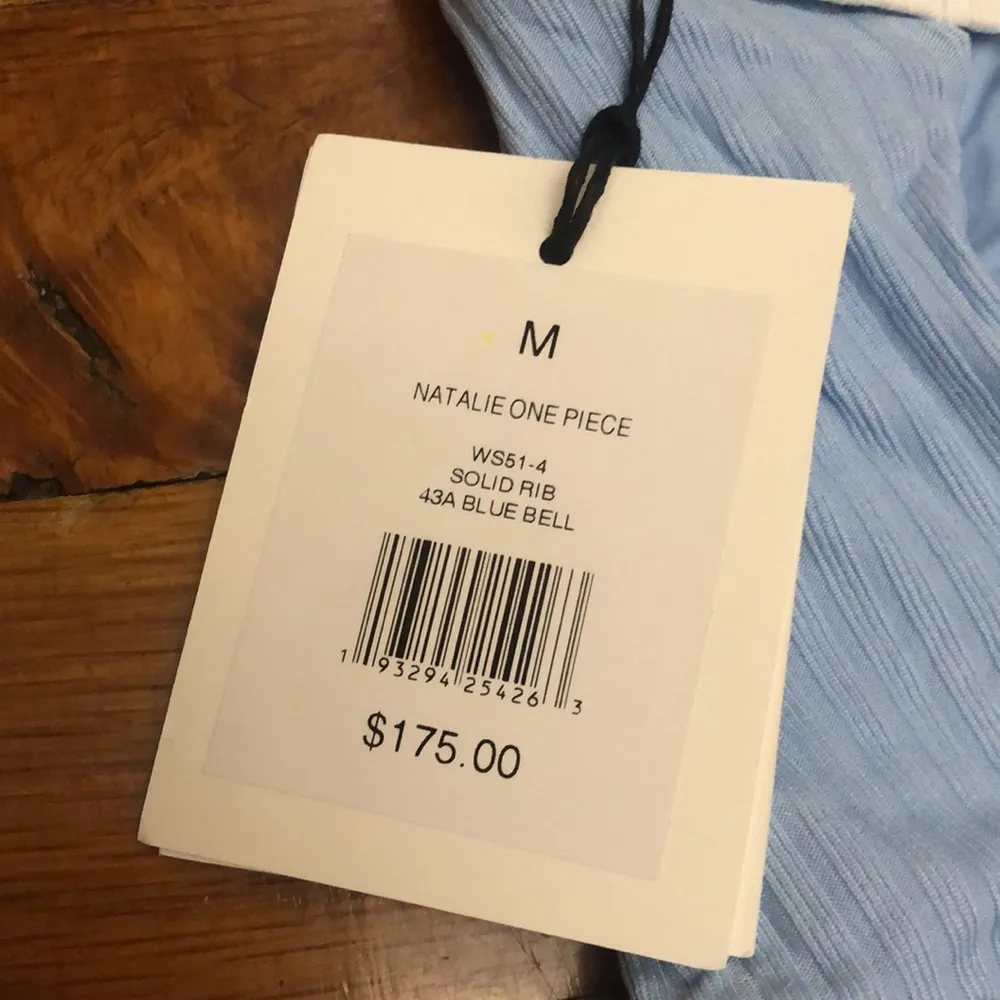 M
NATALIE ONE PIECE
WS51-4
SOLID RIB
43A BLUE BELL
1 93294 25426 3
$175.00